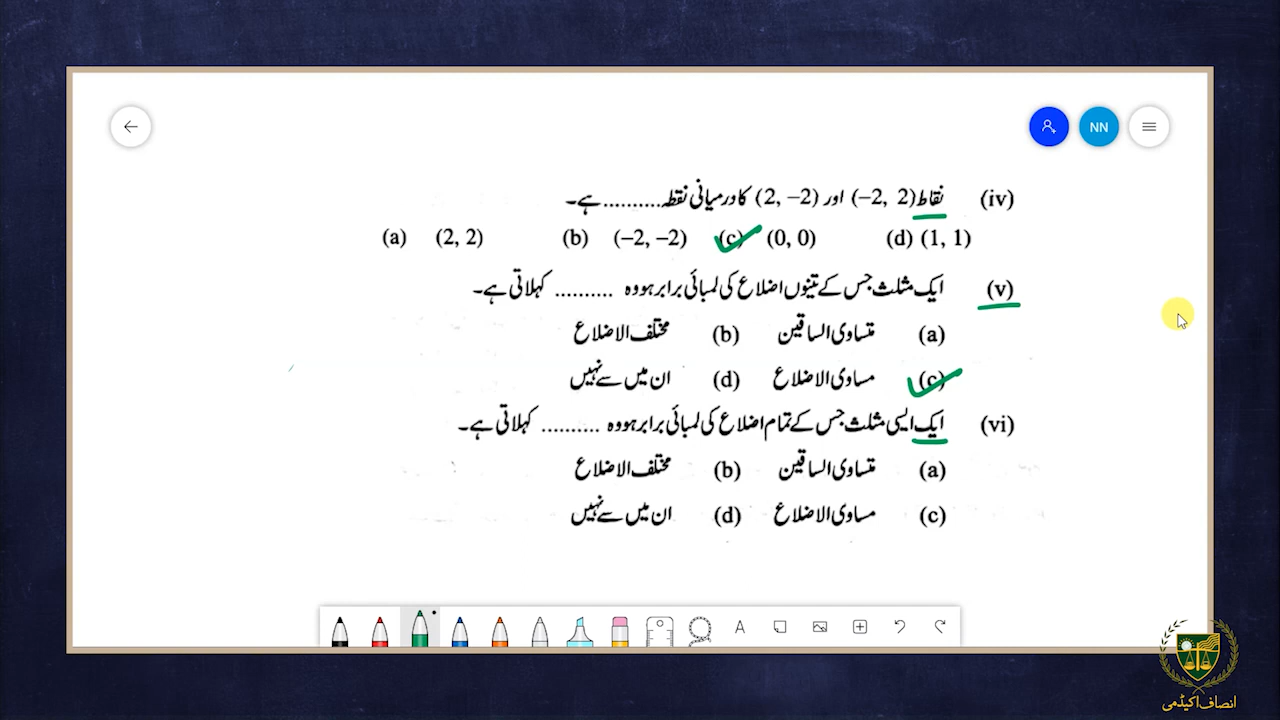 NN
(iv) نقاط (−2, 2) اور (2, −2) کا درمیانی نقطہ .......... ہے۔
(a) (2, 2) (b) (−2, −2) (c) (0, 0) (d) (1, 1)
(v) ایک مثلث جس کے تینوں اضلاع کی لمبائی برابر ہو وہ .......... کہلاتی ہے۔
(a) متساوی الساقین (b) مختلف الاضلاع
(c) مساوی الاضلاع (d) ان میں سے نہیں
(vi) ایک ایسی مثلث جس کے تمام اضلاع کی لمبائی برابر ہو وہ .......... کہلاتی ہے۔
(a) متساوی الساقین (b) مختلف الاضلاع
(c) مساوی الاضلاع (d) ان میں سے نہیں
A
انصاف اکیڈمی